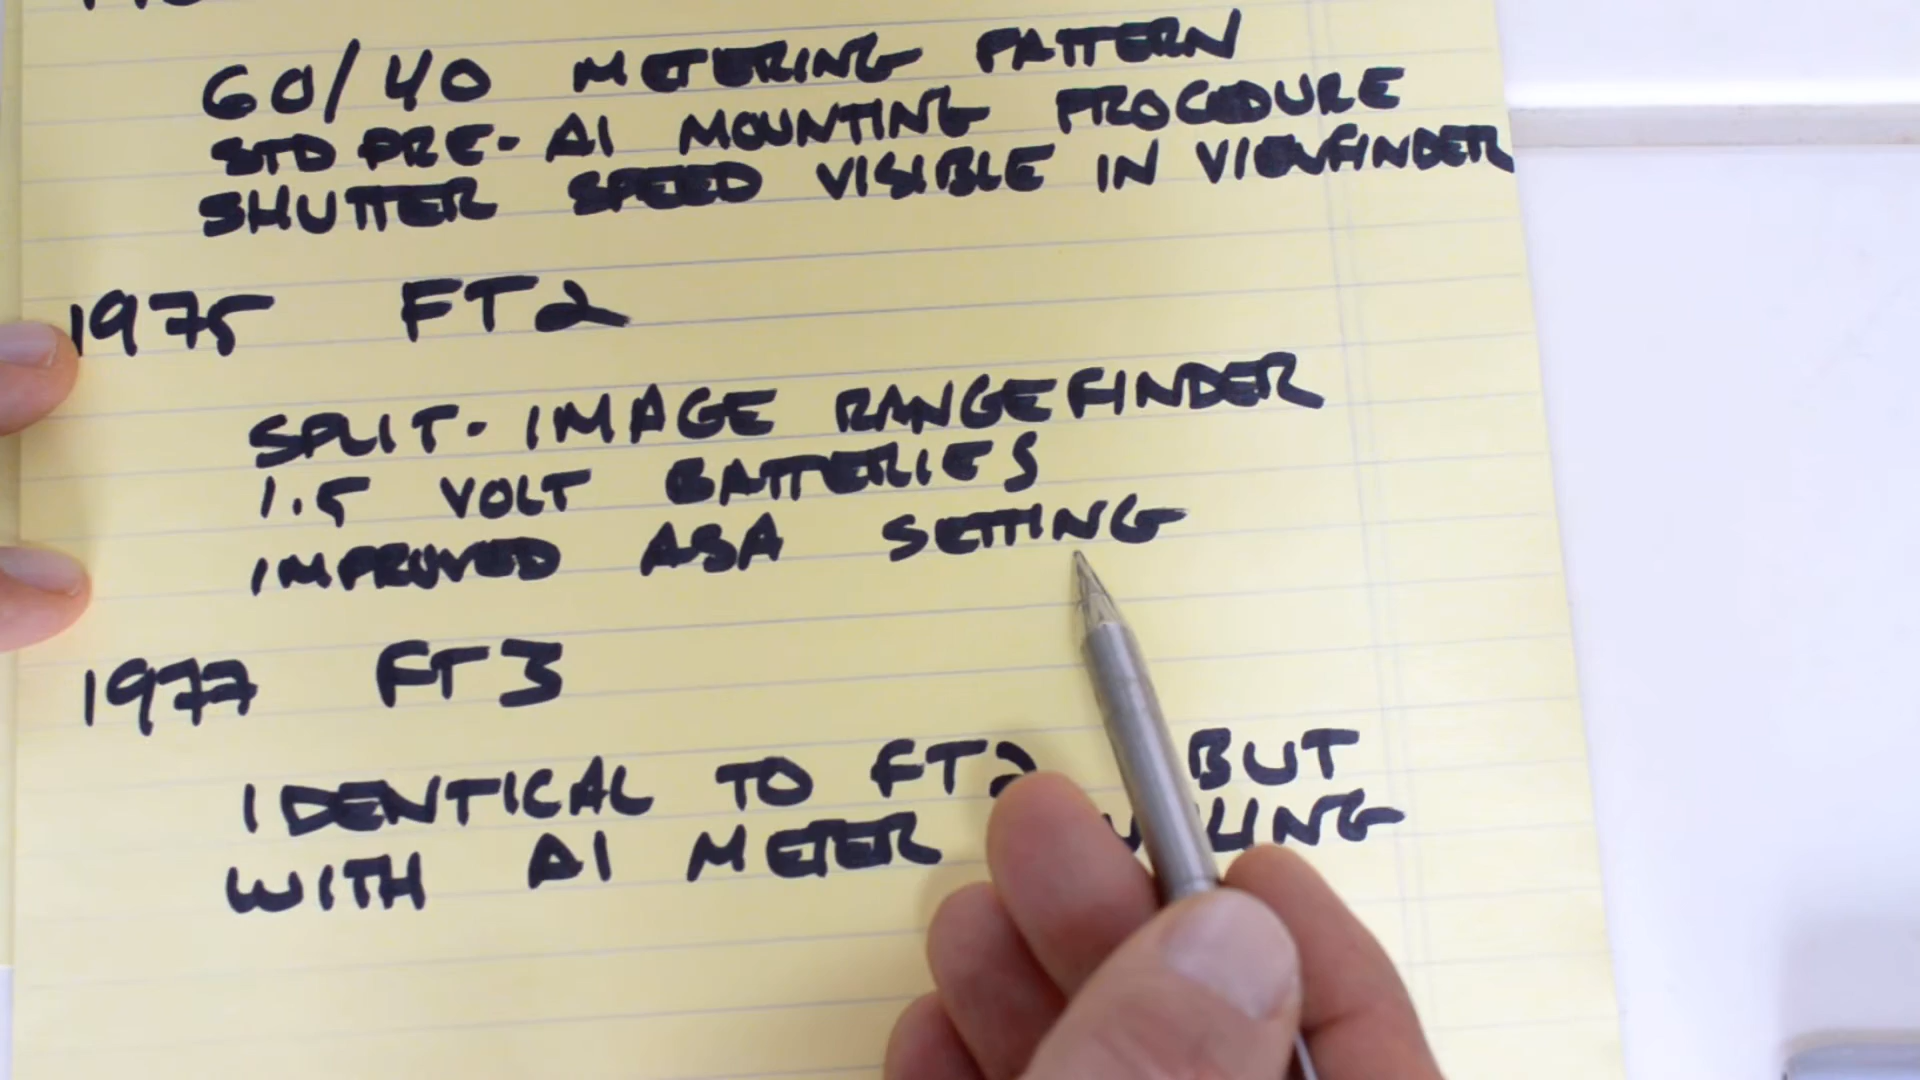 60/40 METERING PATTERN
STD PRE-AI MOUNTING PROCEDURE
SHUTTER SPEED VISIBLE IN VIEWFINDER
1975 FT2
SPLIT-IMAGE RANGEFINDER
1.5 VOLT BATTERIES
IMPROVED ASA SETTING
1977 FT3
IDENTICAL TO FT2 BUT
WITH AI METER